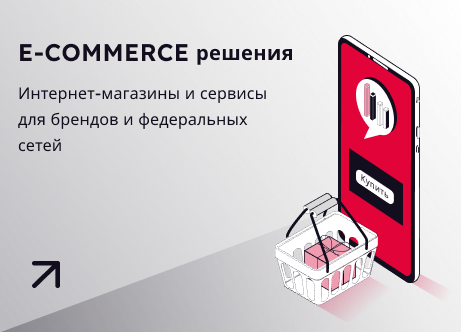 E-COMMERCE решения
Интернет-магазины и сервисы
для брендов и федеральных
сетей
Купить